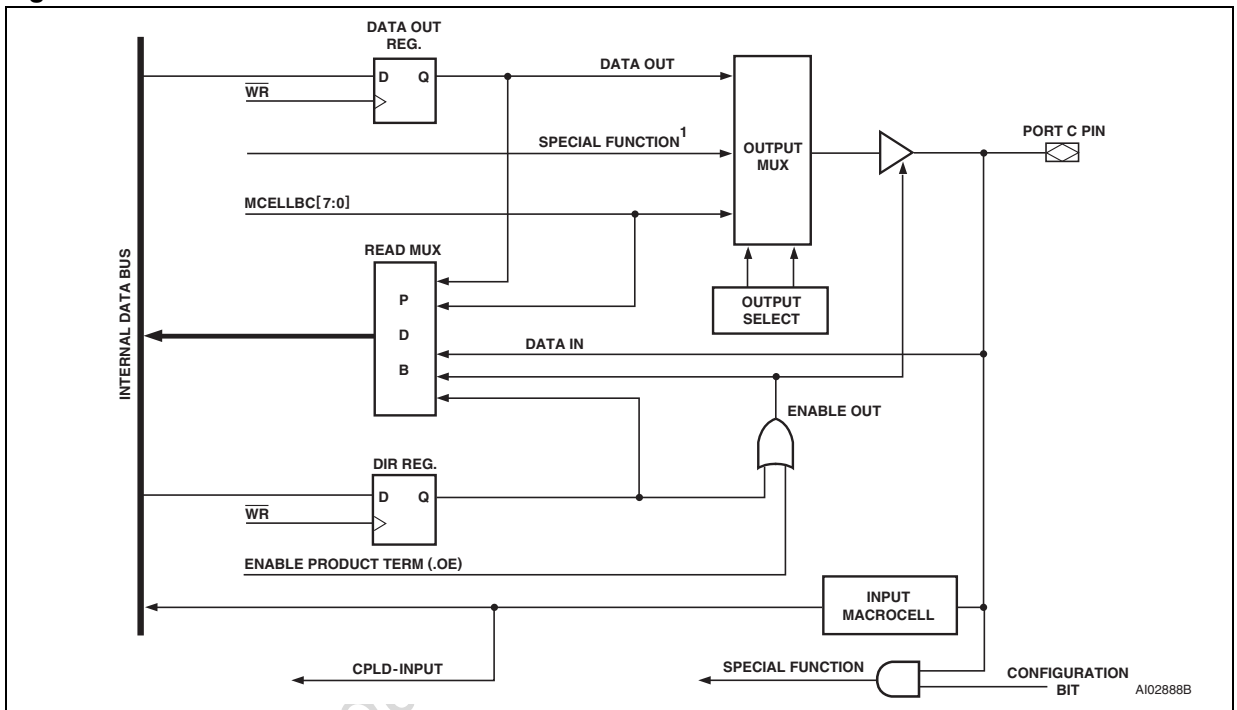 DATA OUT
REG.
D Q
WR
DATA OUT
SPECIAL FUNCTION1
OUTPUT
MUX
PORT C PIN
MCELLBC[7:0]
READ MUX
P
D
B
OUTPUT
SELECT
INTERNAL DATA BUS
DATA IN
ENABLE OUT
DIR REG.
D Q
WR
ENABLE PRODUCT TERM (.OE)
INPUT
MACROCELL
CPLD-INPUT
SPECIAL FUNCTION
CONFIGURATION
BIT
AI02888B